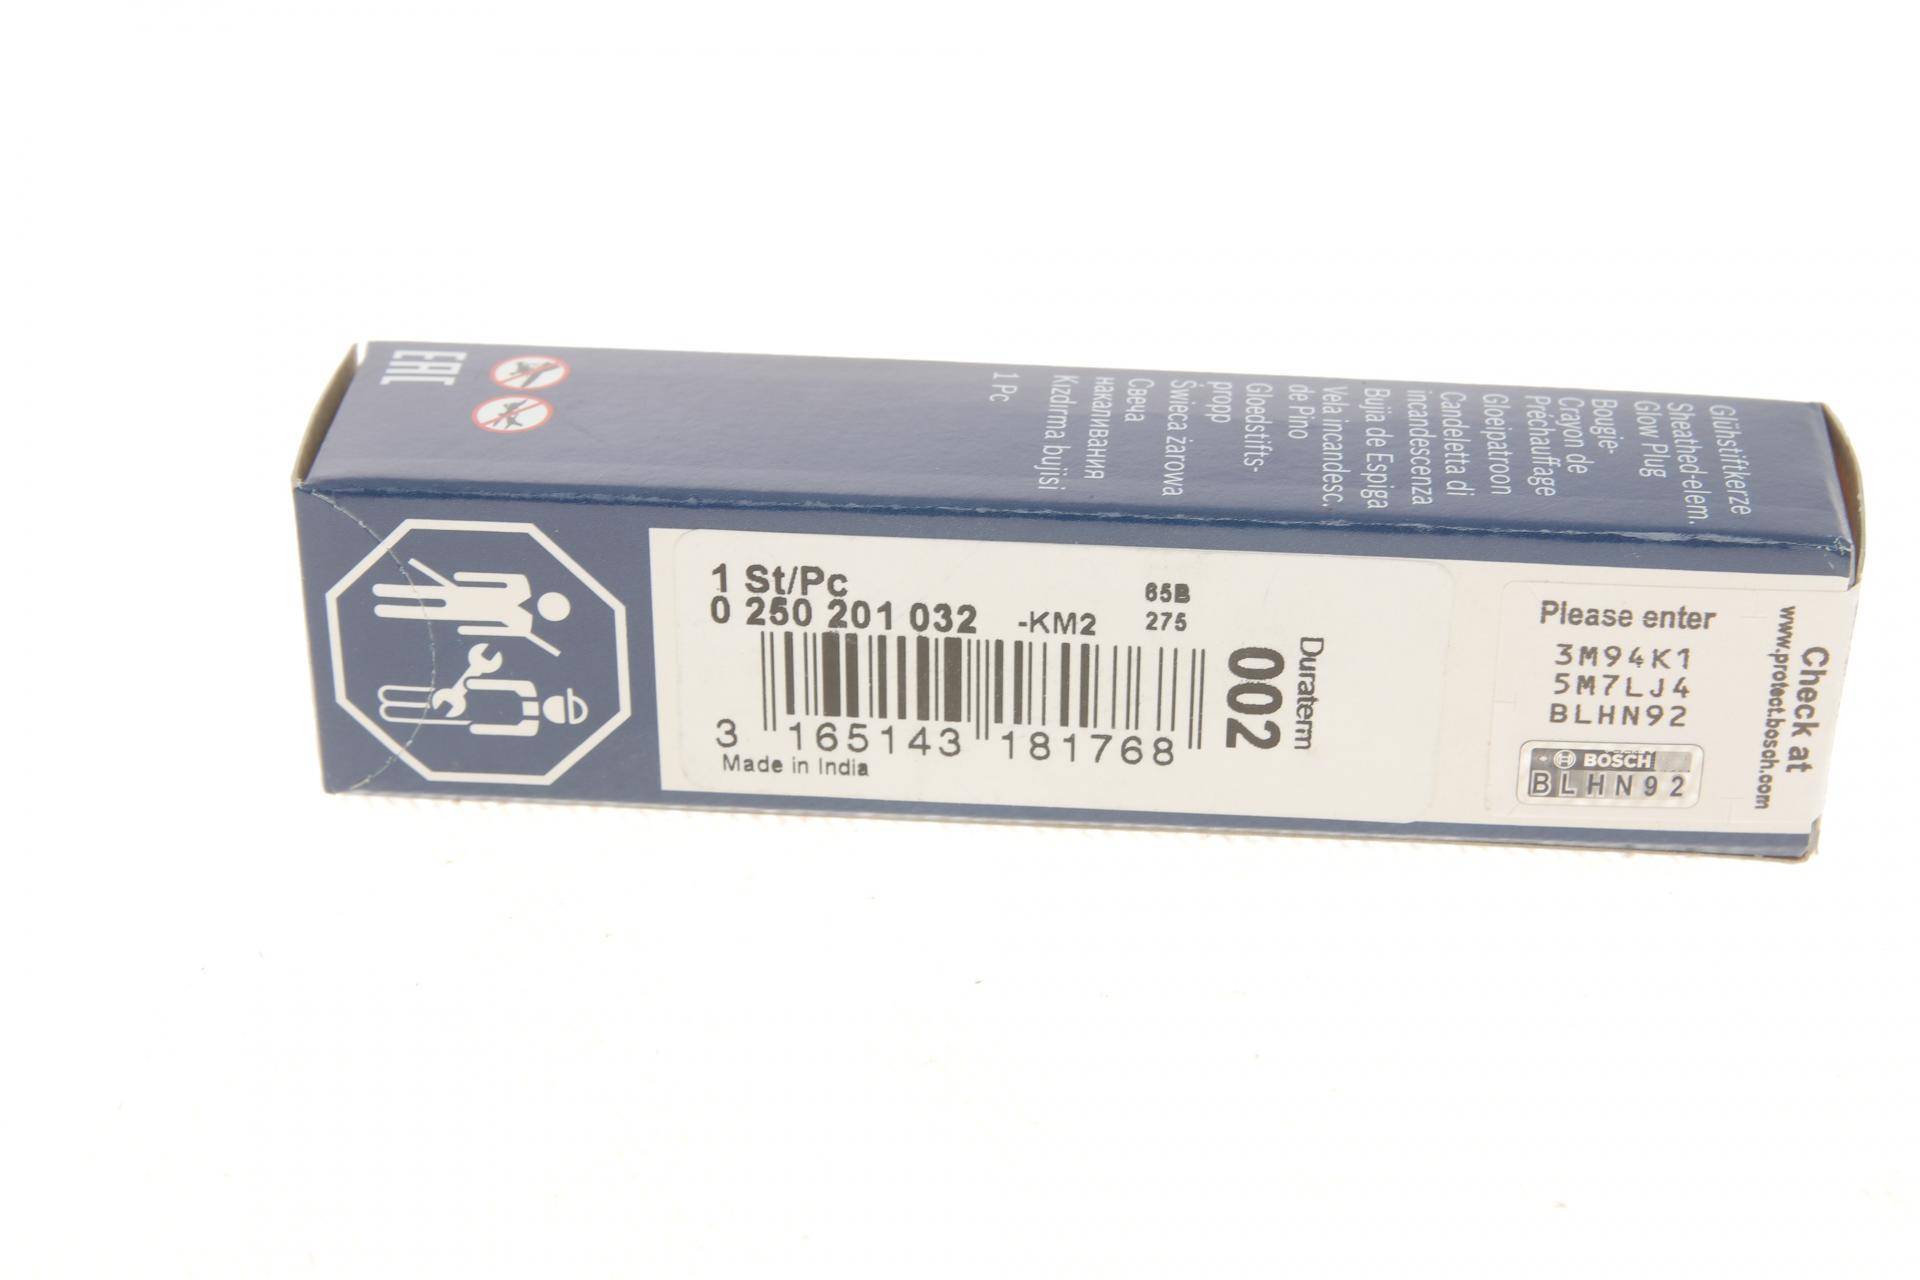 EAC
Glühstiftkerze
Sheathed-elem.
Glow Plug
Bougie-
Crayon de
Préchauffage
Gloeipatroon
Candeletta di
incandescenza
Bujia de Espiga
Vela incandesc.
de Pino
Gloedstifts-
propp
Świeca żarowa
Свеча
накаливания
Kızdrma bujisi
1 Pc
1 St/Pc
0 250 201 032 -KM2
65B
275
3 165143 181768
Made in India
002
Duraterm
Please enter
3M94K1
5M7LJ4
BLHN92
BOSCH
BLHN92
Check at
www.protect.bosch.com